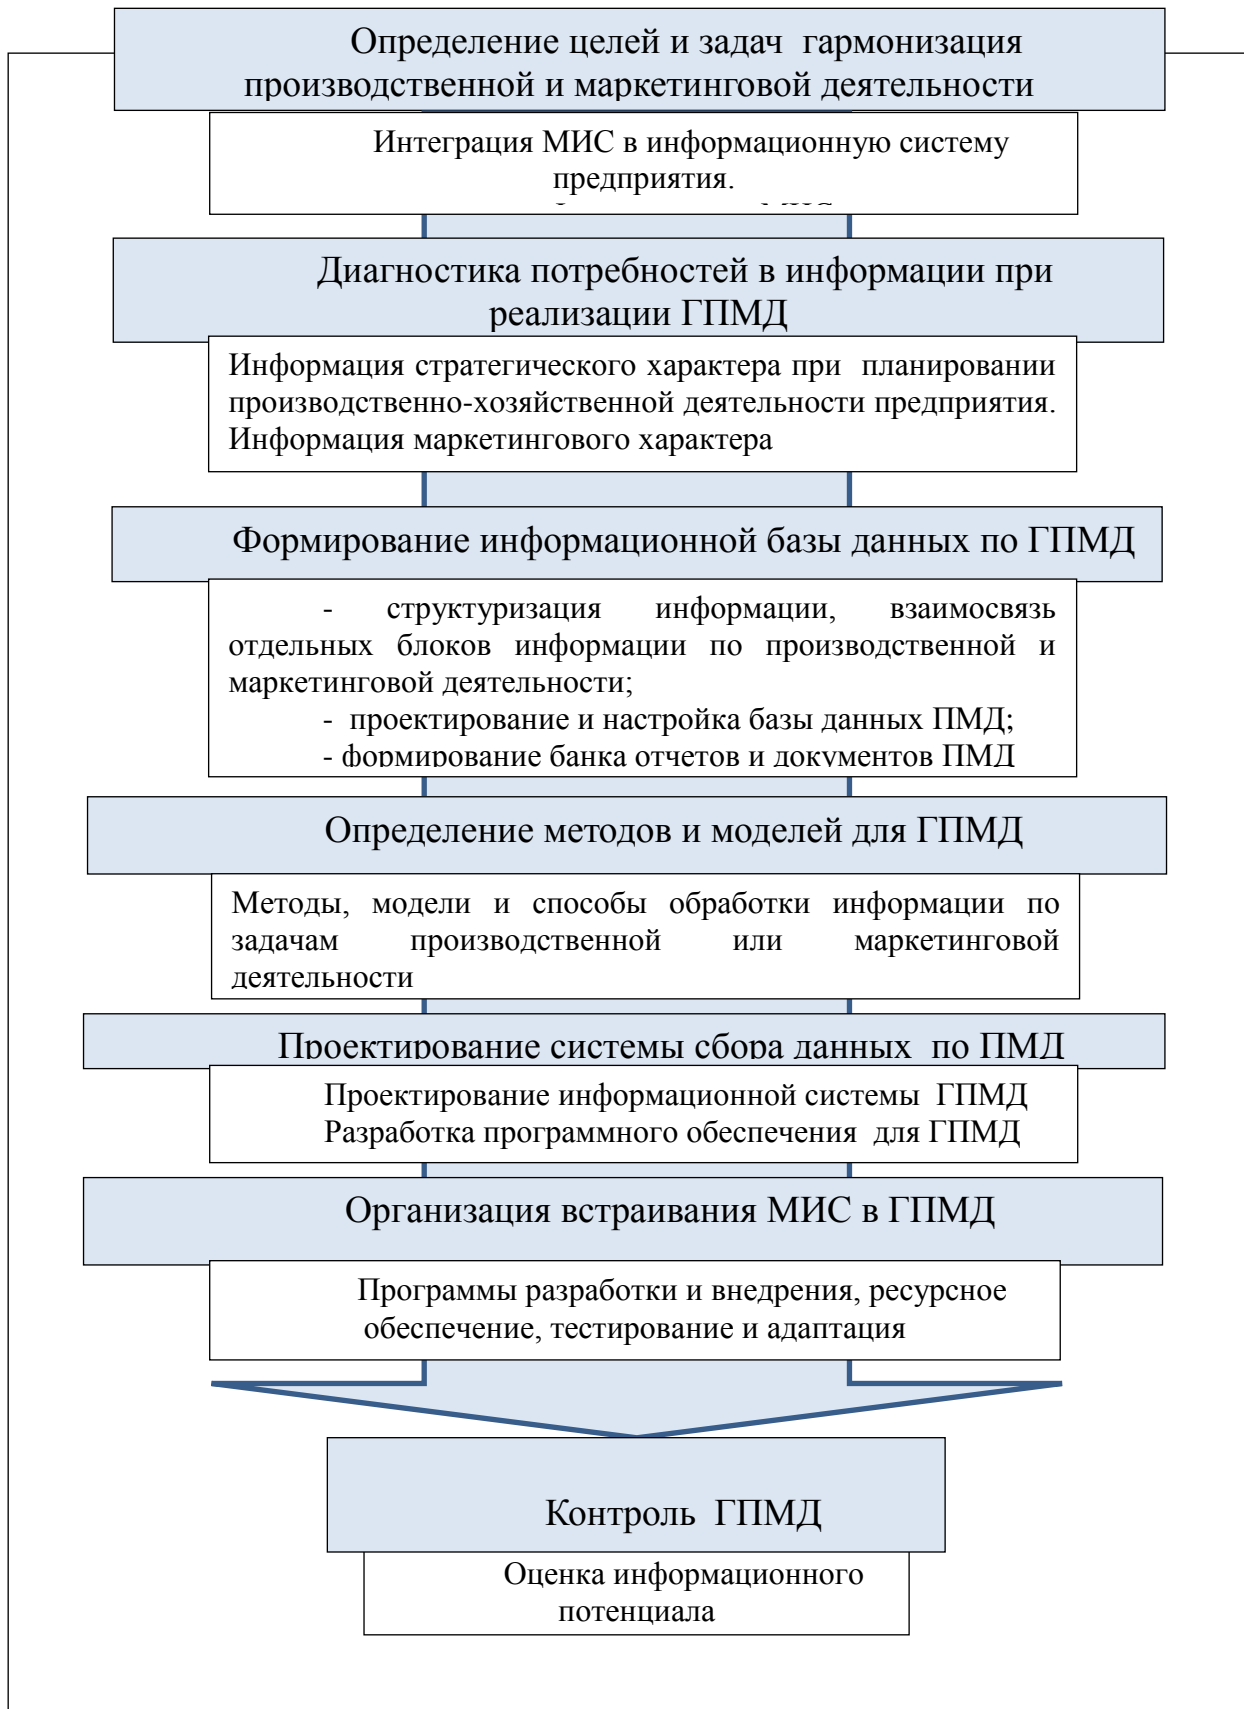 Определение целей и задач гармонизация
производственной и маркетинговой деятельности
Интеграция МИС в информационную систему
предприятия.
МИС
Диагностика потребностей в информации при
реализации ГПМД
Информация стратегического характера при планировании
производственно-хозяйственной деятельности предприятия.
Информация маркетингового характера
Формирование информационной базы данных по ГПМД
- структуризация информации, взаимосвязь
отдельных блоков информации по производственной и
маркетинговой деятельности;
- проектирование и настройка базы данных ПМД;
- формирование банка отчетов и документов ПМД
Определение методов и моделей для ГПМД
Методы, модели и способы обработки информации по
задачам производственной или маркетинговой
деятельности
Проектирование системы сбора данных по ПМД
Проектирование информационной системы ГПМД
Разработка программного обеспечения для ГПМД
Организация встраивания МИС в ГПМД
Программы разработки и внедрения, ресурсное
обеспечение, тестирование и адаптация
Контроль ГПМД
Оценка информационного
потенциала